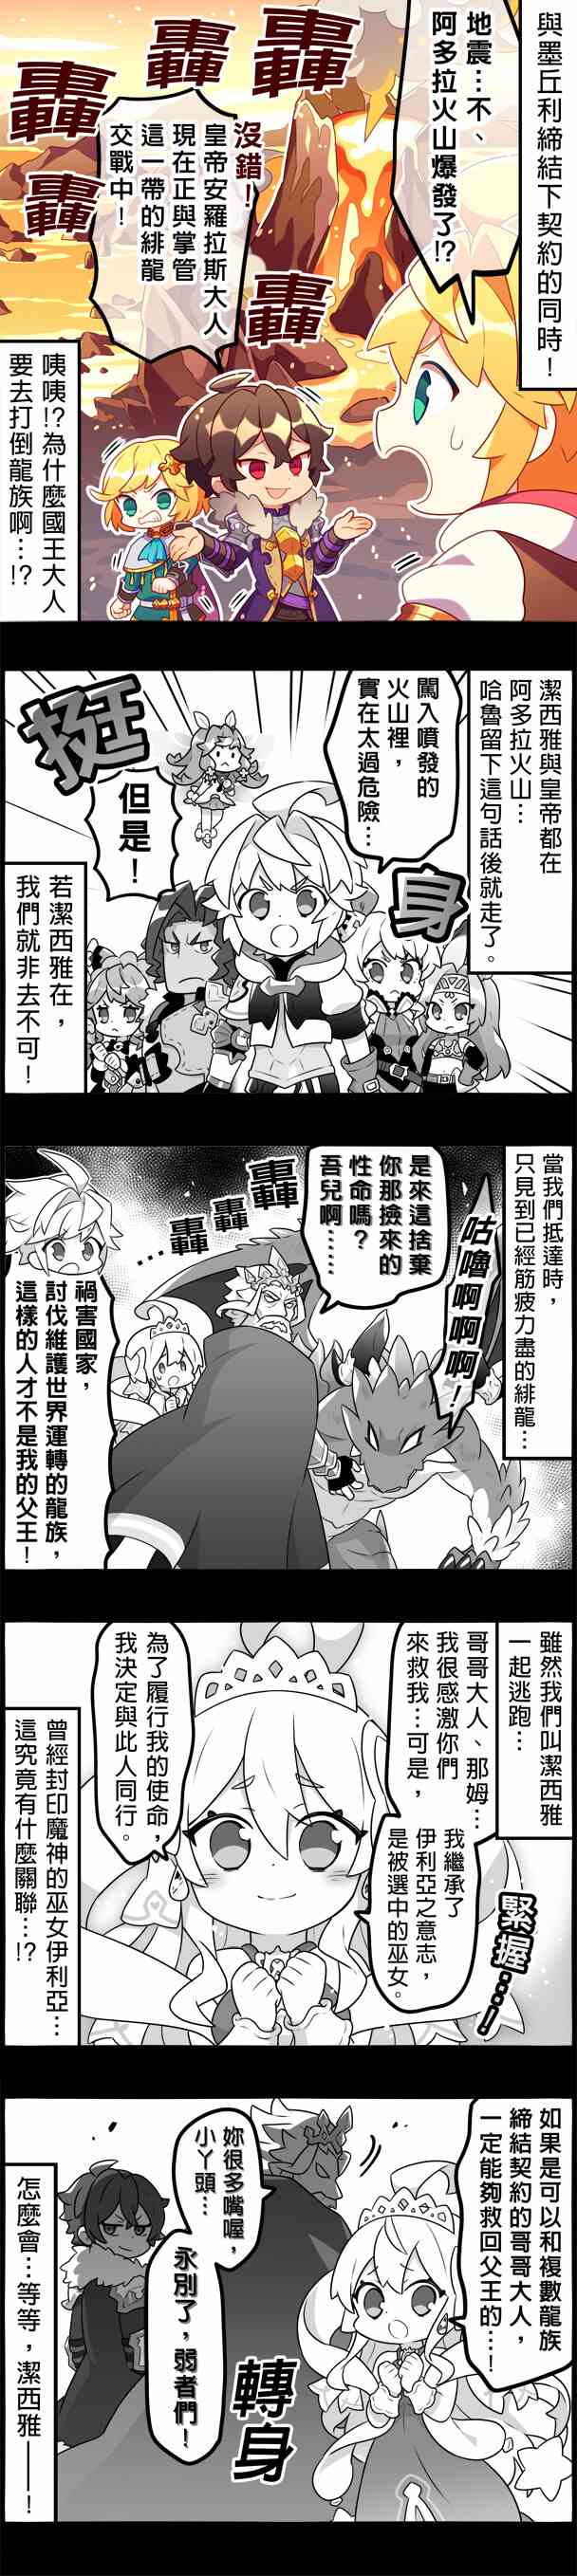 與墨丘利締結下契約的同時！
地震…不、
阿多拉火山爆發了!?
轟
轟
轟
轟
轟
沒錯！
皇帝安羅拉斯大人
現在正與掌管
這一帶的緋龍
交戰中！
咦咦!?為什麼國王大人
要去打倒龍族啊…!?
潔西雅與皇帝都在
阿多拉火山…
哈魯留下這句話後就走了。
闖入噴發的
火山裡，
實在太過危險…
挺
身
但是！
若潔西雅在，
我們就非去不可！
當我們抵達時，
只見到已經筋疲力盡的緋龍…
咕嚕啊啊啊！
是來這捨棄
你那撿來的
性命嗎？
吾兒啊……
轟
轟
轟
…
禍害國家，
討伐維護世界運轉的龍族，
這樣的人才不是我的父王！
雖然我們叫潔西雅
一起逃跑…
哥哥大人、那姆…
我很感激你們
來救我…可是，
我繼承了
伊利亞之意志，
是被選中的巫女。
緊握…！
為了履行我的使命，
我決定與此人同行。
曾經封印魔神的巫女伊利亞…
這究竟有什麼關聯…!?
如果是可以和複數龍族
締結契約的哥哥大人，
一定能夠救回父王的…！
妳很多嘴喔，
小丫頭…
永別了，弱者們！
轉身
怎麼會…等等，潔西雅——！